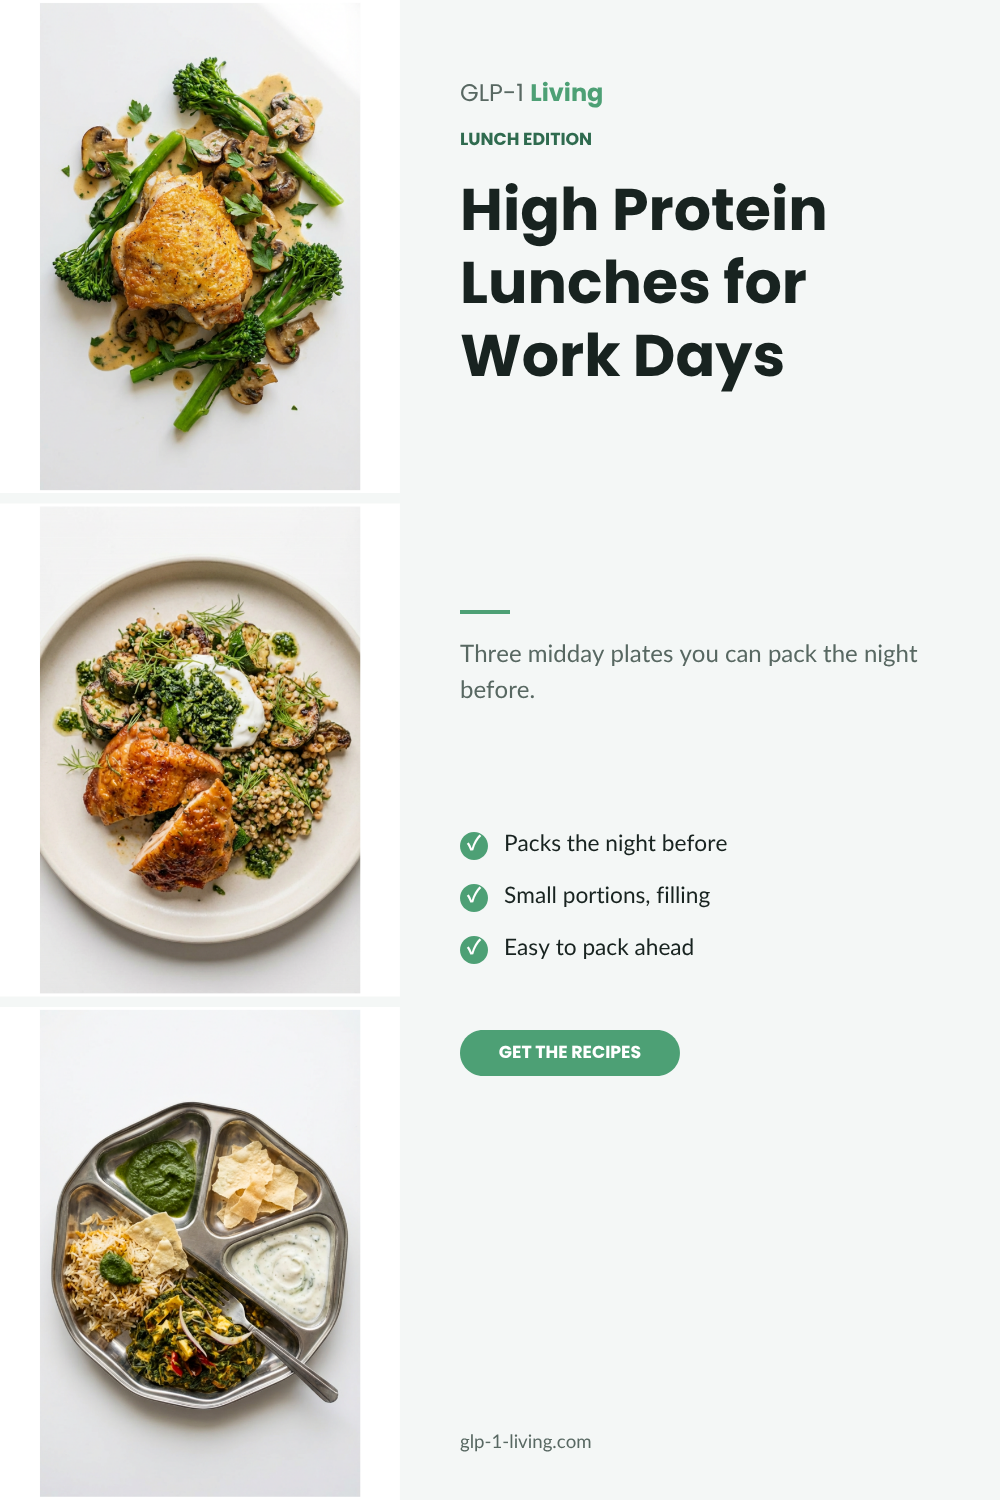 GLP-1 Living
LUNCH EDITION
High Protein
Lunches for
Work Days
Three midday plates you can pack the night
before.
Packs the night before
Small portions, filling
Easy to pack ahead
GET THE RECIPES
glp-1-living.com